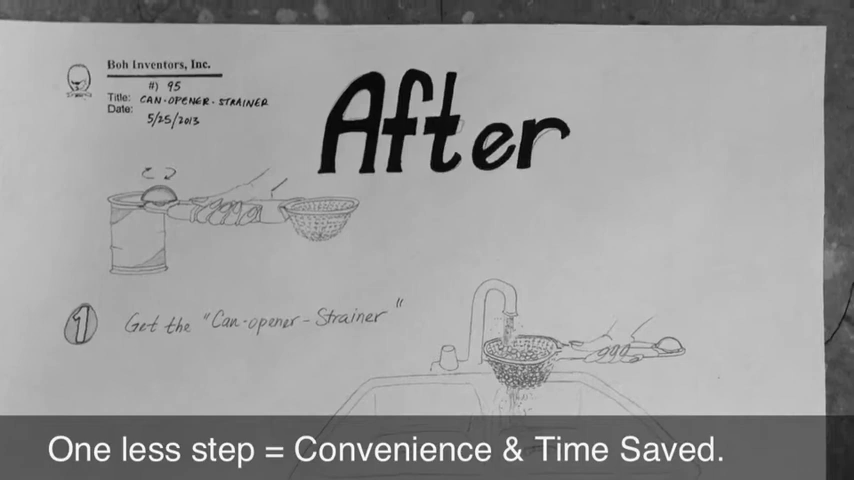 Boh Inventors, Inc.
#) 95
Title: CAN-OPENER-STRAINER
Date:
5/25/2013
After
1 Get the "Can-opener-Strainer"
One less step = Convenience & Time Saved.